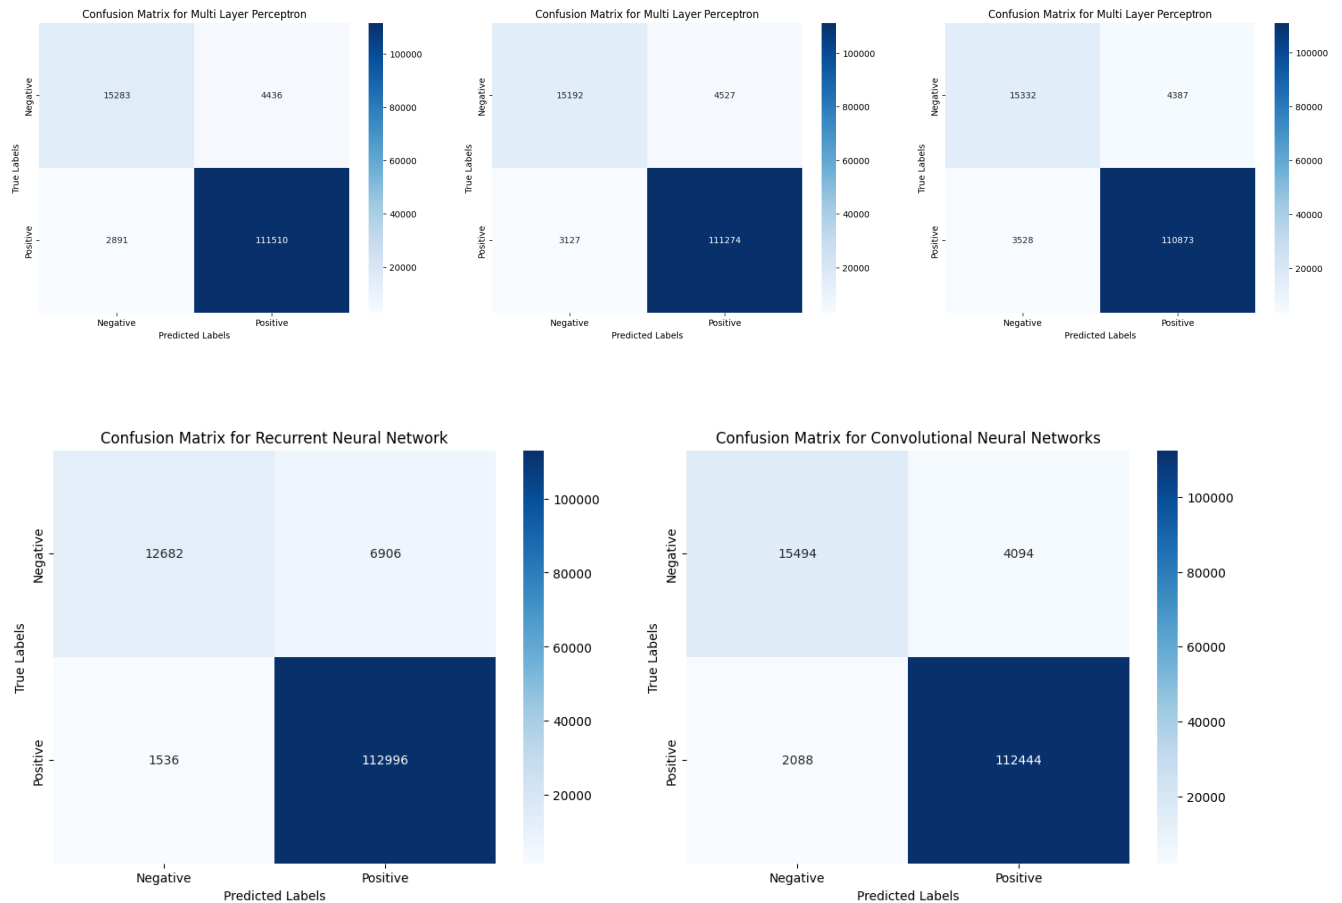 Confusion Matrix for Multi Layer Perceptron
Negative
Positive
True Labels
15283
4436
2891
111510
Negative
Positive
Predicted Labels
100000
80000
60000
40000
20000
Confusion Matrix for Multi Layer Perceptron
Negative
Positive
True Labels
15192
4527
3127
111274
Negative
Positive
Predicted Labels
100000
80000
60000
40000
20000
Confusion Matrix for Multi Layer Perceptron
Negative
Positive
True Labels
15332
4387
3528
110873
Negative
Positive
Predicted Labels
100000
80000
60000
40000
20000
Confusion Matrix for Recurrent Neural Network
Negative
Positive
True Labels
12682
6906
1536
112996
Negative
Positive
Predicted Labels
100000
80000
60000
40000
20000
Confusion Matrix for Convolutional Neural Networks
Negative
Positive
True Labels
15494
4094
2088
112444
Negative
Positive
Predicted Labels
100000
80000
60000
40000
20000